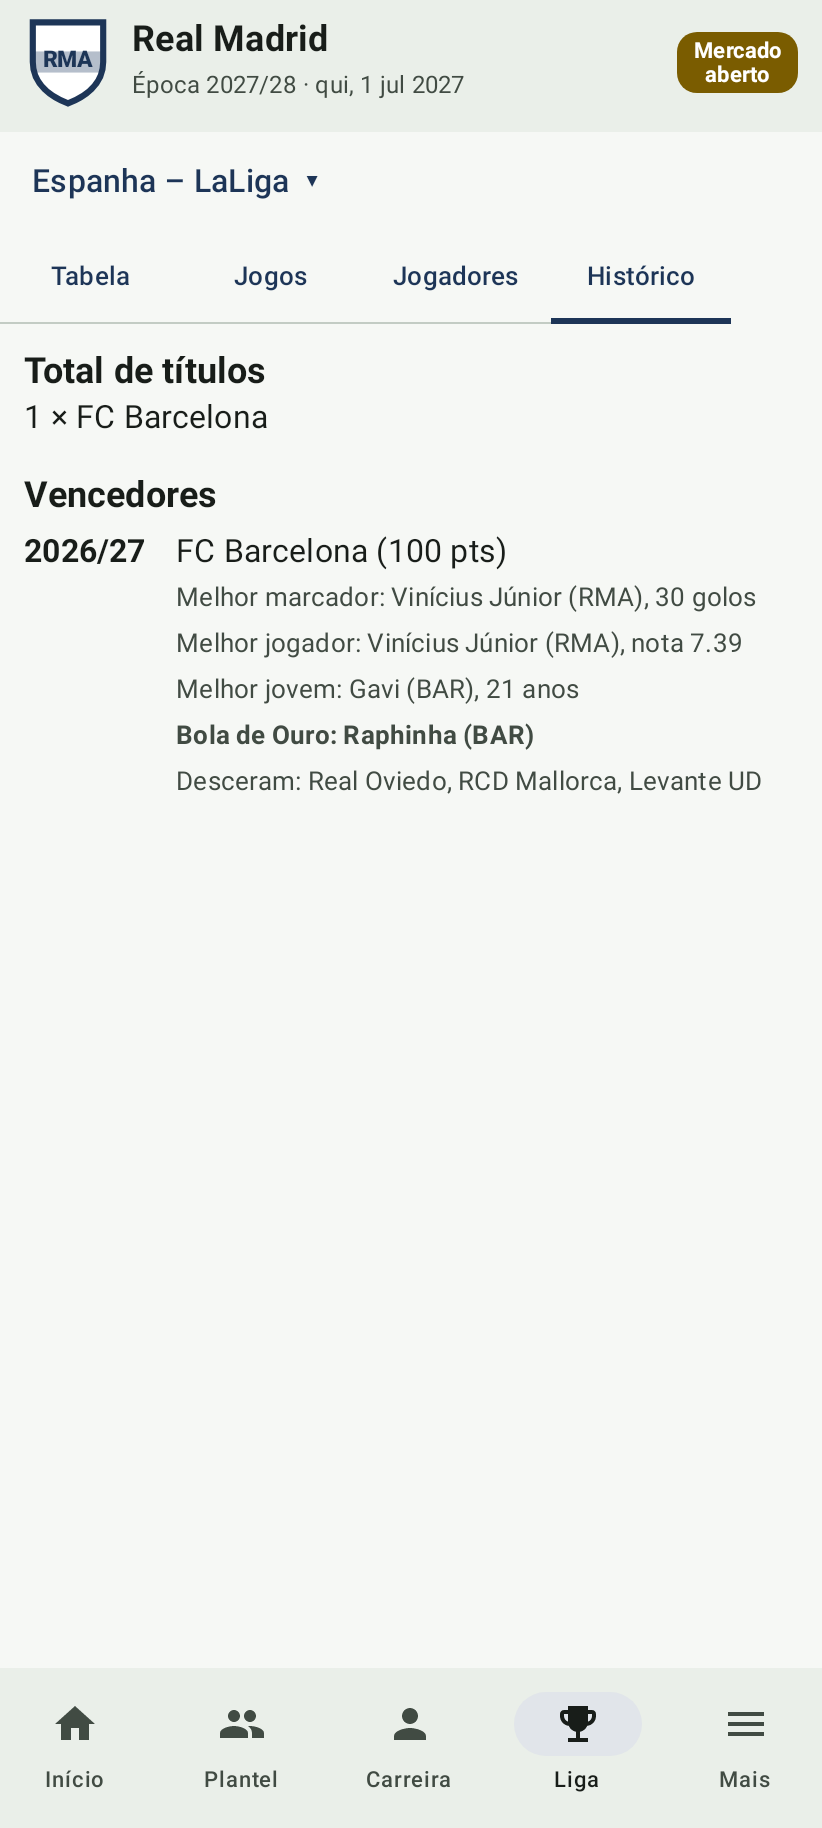 RMA
Real Madrid
Época 2027/28 · qui, 1 jul 2027
Mercado
aberto
Espanha – LaLiga ▼
Tabela
Jogos
Jogadores
Histórico
Total de títulos
1 × FC Barcelona
Vencedores
2026/27 FC Barcelona (100 pts)
Melhor marcador: Vinícius Júnior (RMA), 30 golos
Melhor jogador: Vinícius Júnior (RMA), nota 7.39
Melhor jovem: Gavi (BAR), 21 anos
Bola de Ouro: Raphinha (BAR)
Desceram: Real Oviedo, RCD Mallorca, Levante UD
Início
Plantel
Carreira
Liga
Mais